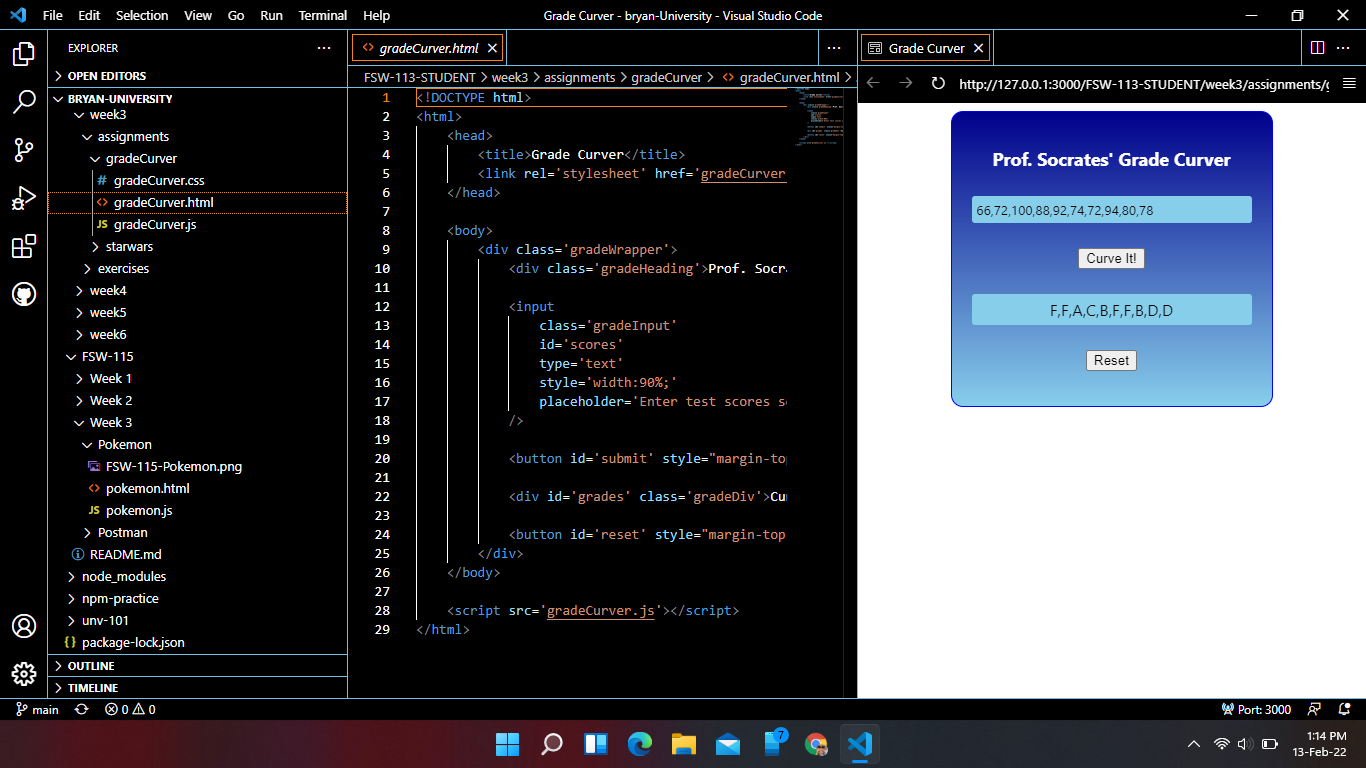 File Edit Selection View Go Run Terminal Help
Grade Curver - bryan-University - Visual Studio Code
EXPLORER
OPEN EDITORS
BRYAN-UNIVERSITY
week3
assignments
gradeCurver
# gradeCurver.css
<> gradeCurver.html
JS gradeCurver.js
starwars
exercises
week4
week5
week6
FSW-115
Week 1
Week 2
Week 3
Pokemon
FSW-115-Pokemon.png
<> pokemon.html
JS pokemon.js
Postman
README.md
node_modules
npm-practice
unv-101
{} package-lock.json
OUTLINE
TIMELINE
<> gradeCurver.html
FSW-113-STUDENT > week3 > assignments > gradeCurver > <> gradeCurver.html >
1 <!DOCTYPE html>
2 <html>
3 <head>
4 <title>Grade Curver</title>
5 <link rel='stylesheet' href='gradeCurver
6 </head>
7
8 <body>
9 <div class='gradeWrapper'>
10 <div class='gradeHeading'>Prof. Socr
11
12 <input
13 class='gradeInput'
14 id='scores'
15 type='text'
16 style='width:90%;'
17 placeholder='Enter test scores s
18 />
19
20 <button id='submit' style="margin-to
21
22 <div id='grades' class='gradeDiv'>Cu
23
24 <button id='reset' style="margin-top
25 </div>
26 </body>
27
28 <script src='gradeCurver.js'></script>
29 </html>
Grade Curver
http://127.0.0.1:3000/FSW-113-STUDENT/week3/assignments/g
Prof. Socrates' Grade Curver
66,72,100,88,92,74,72,94,80,78
Curve It!
F,F,A,C,B,F,F,B,D,D
Reset
main
0 0
Port: 3000
7
1:14 PM
13-Feb-22